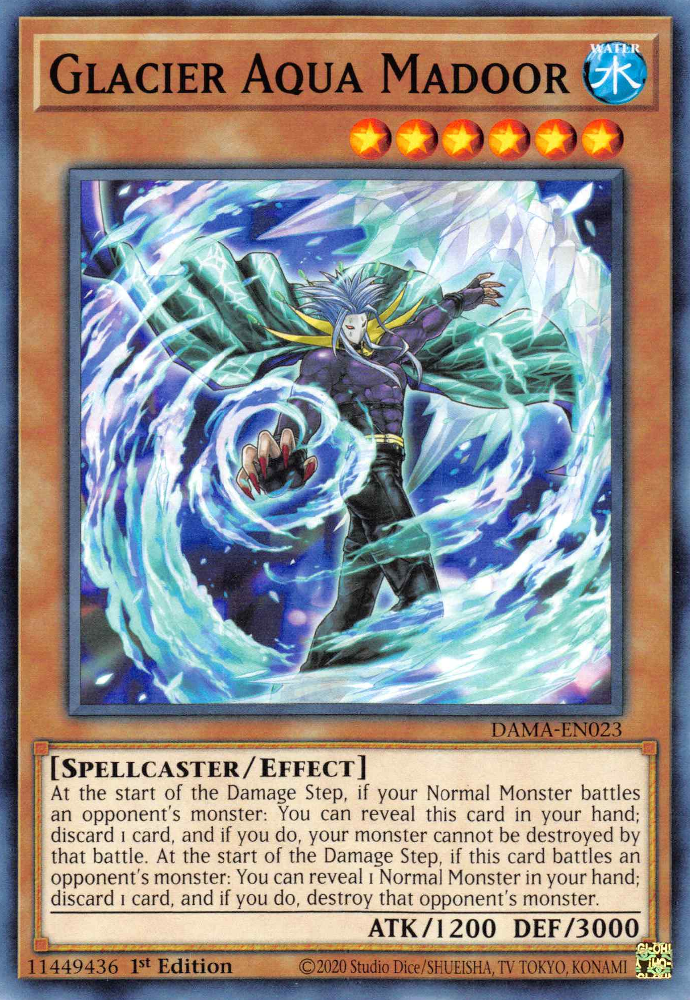 GLACIER AQUA MADOOR
WATER
水
DAMA-EN023
[SPELLCASTER/EFFECT]
At the start of the Damage Step, if your Normal Monster battles
an opponent's monster: You can reveal this card in your hand;
discard 1 card, and if you do, your monster cannot be destroyed by
that battle. At the start of the Damage Step, if this card battles an
opponent's monster: You can reveal 1 Normal Monster in your hand;
discard 1 card, and if you do, destroy that opponent's monster.
ATK/1200 DEF/3000
11449436 1st Edition ©2020 Studio Dice/SHUEISHA, TV TOKYO, KONAMI